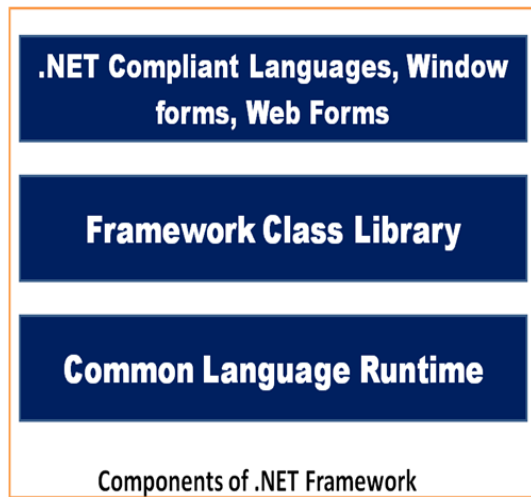 .NET Compliant Languages, Window
forms, Web Forms
Framework Class Library
Common Language Runtime
Components of .NET Framework